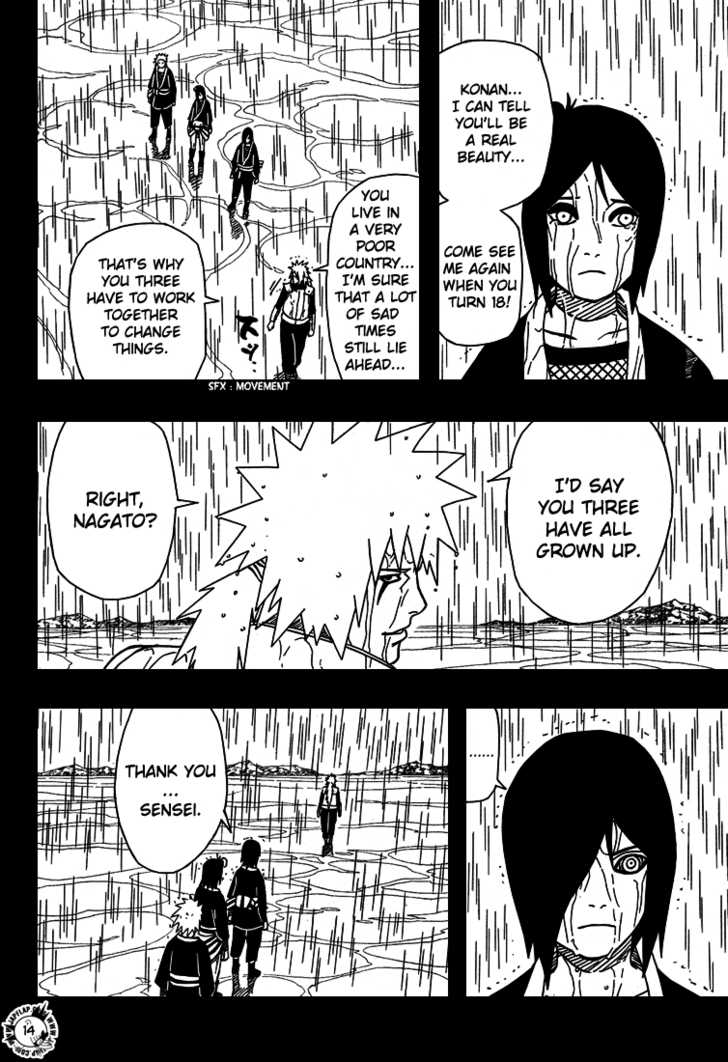 KONAN...
I CAN TELL
YOU'LL BE
A REAL
BEAUTY...
COME SEE
ME AGAIN
WHEN YOU
TURN 18!
YOU
LIVE IN
A VERY
POOR
COUNTRY...
I'M SURE
THAT A LOT
OF SAD
TIMES
STILL LIE
AHEAD...
THAT'S WHY
YOU THREE
HAVE TO WORK
TOGETHER
TO CHANGE
THINGS.
SFX : MOVEMENT
I'D SAY
YOU THREE
HAVE ALL
GROWN UP.
RIGHT,
NAGATO?
........
THANK YOU
...
SENSEI.
14